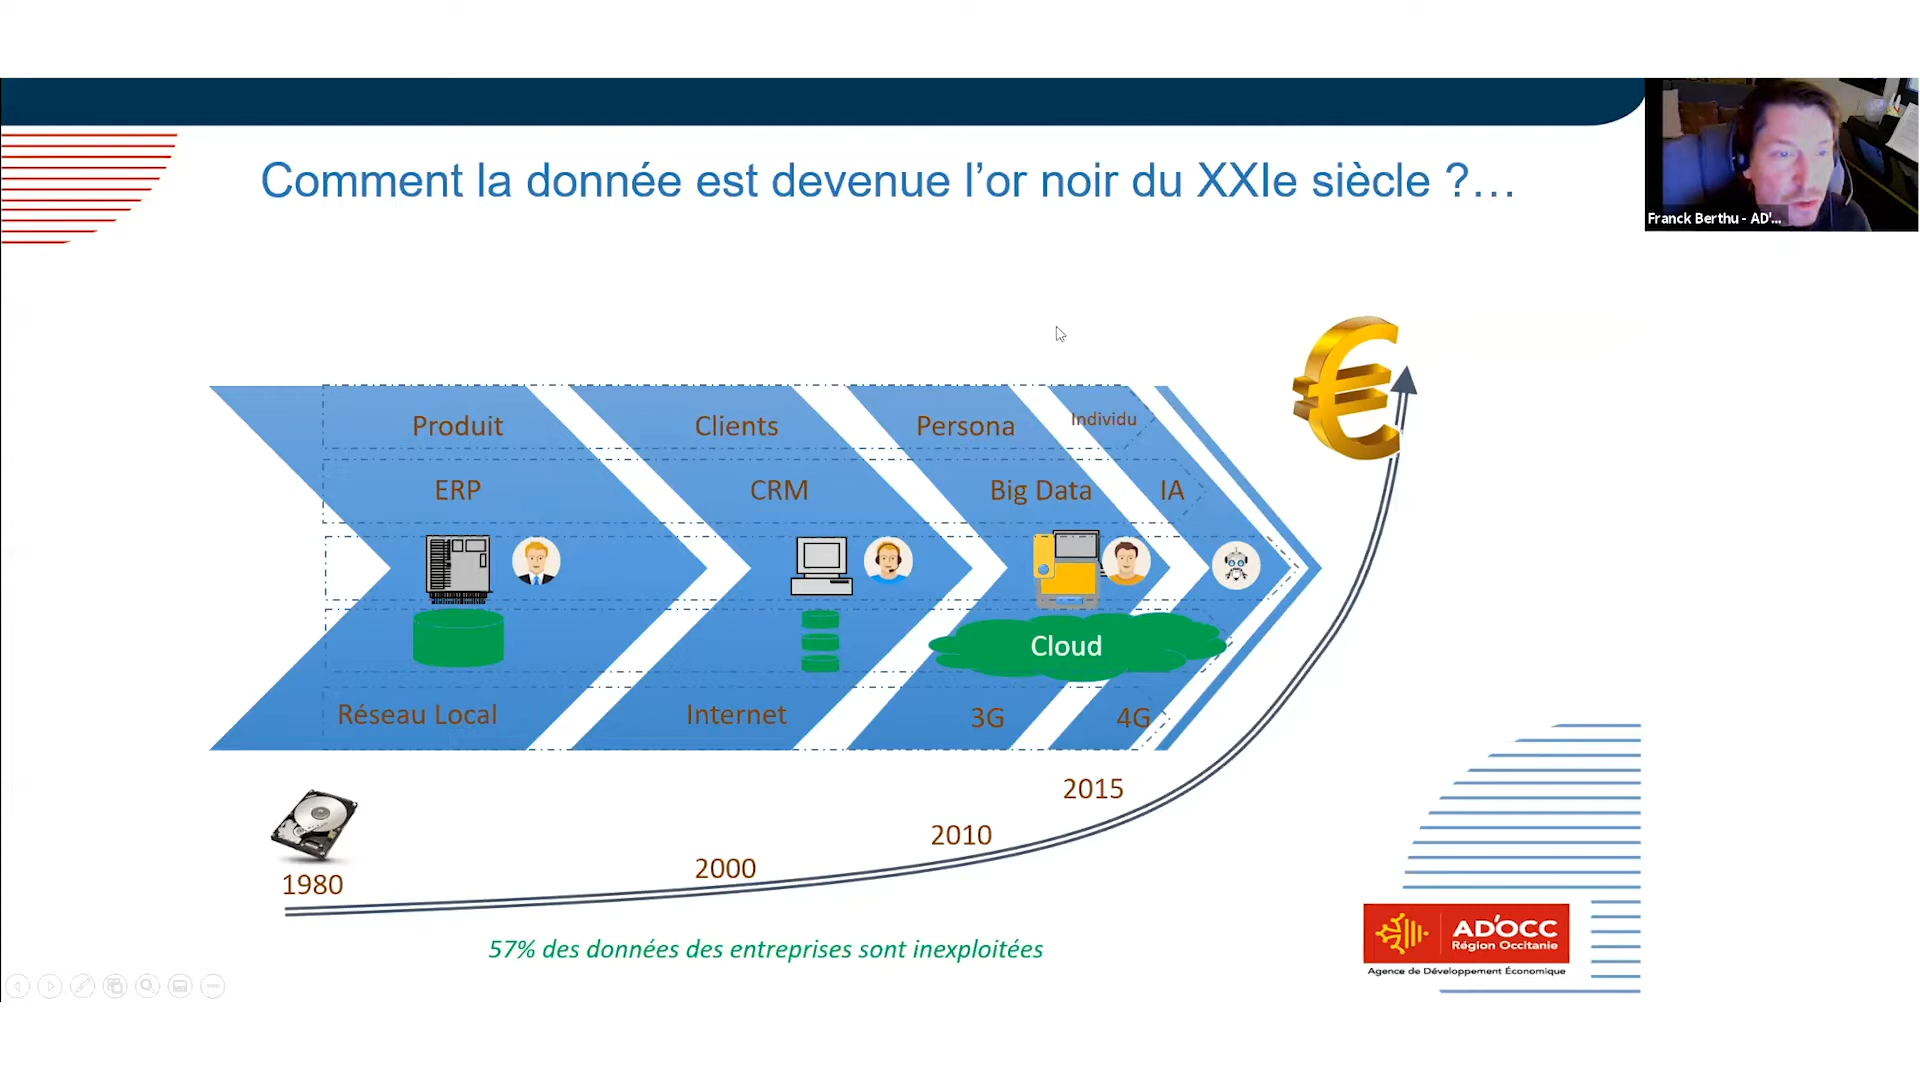 Comment la donnée est devenue l’or noir du XXIe siècle ?…
Franck Berthu - AD'...
Produit
Clients
Persona
Individu
ERP
CRM
Big Data
IA
Cloud
Réseau Local
Internet
3G
4G
1980
2000
2010
2015
57% des données des entreprises sont inexploitées
AD'OCC
Région Occitanie
Agence de Développement Économique